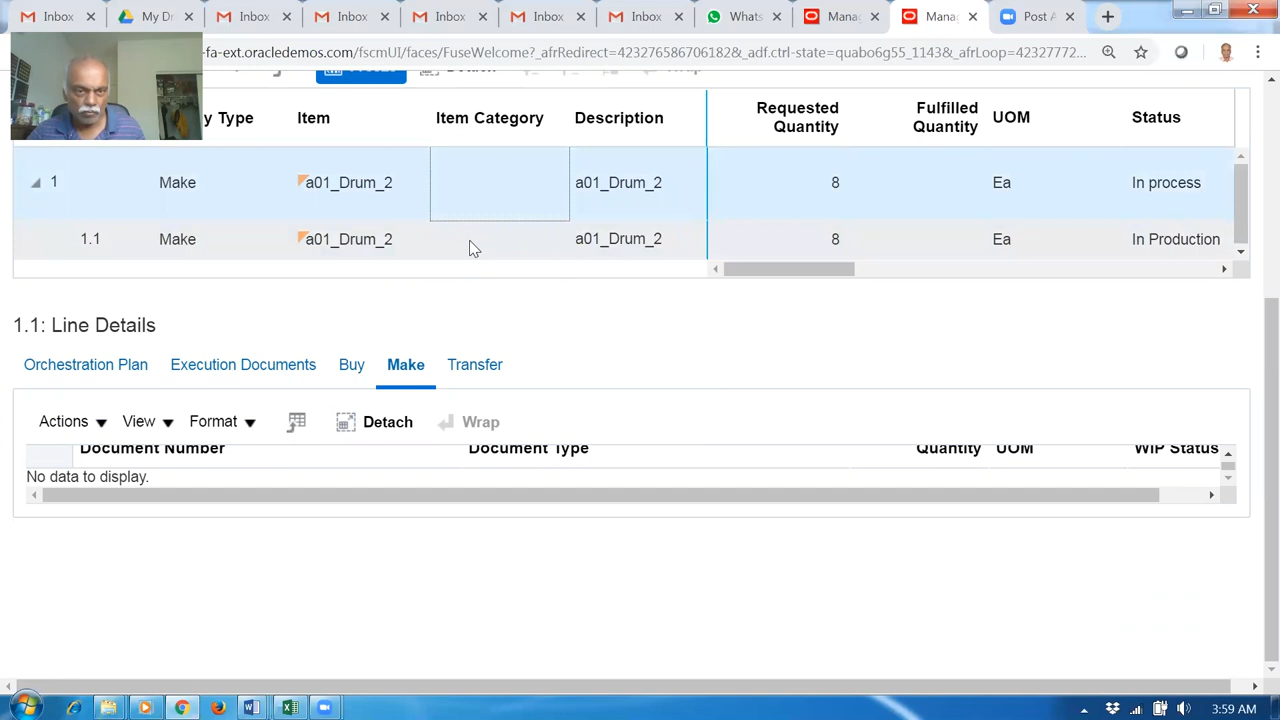 Inbox × My D × Inbox × Inbox × Inbox × × Inbox × Whats × Mana × Mana × Post A ×
-fa-ext.oracledemos.com/fscmUI/faces/FuseWelcome?_afrRedirect=42327658670618​2&_adf.ctrl-state=quabo6g55_1143&_afrLoop=42327772...
Detach Wrap
y Type Item Item Category Description Requested Quantity Fulfilled Quantity UOM Status
1 Make a01_Drum_2 a01_Drum_2 8 Ea In process
1.1 Make a01_Drum_2 a01_Drum_2 8 Ea In Production
1.1: Line Details
Orchestration Plan Execution Documents Buy Make Transfer
Actions View Format Detach Wrap
Document Number Document Type Quantity UOM WIP Status
No data to display.
3:59 AM